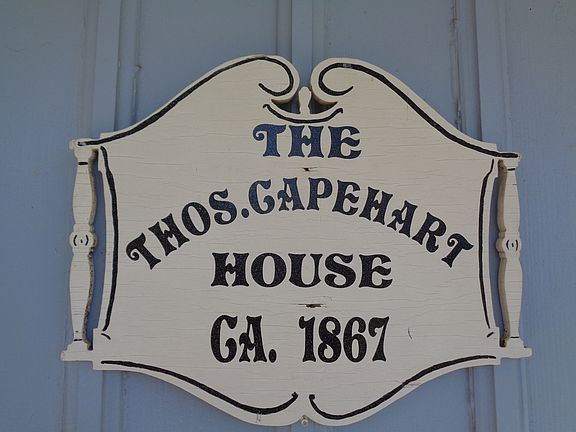 THE
THOS. CAPEHART
HOUSE
CA. 1867